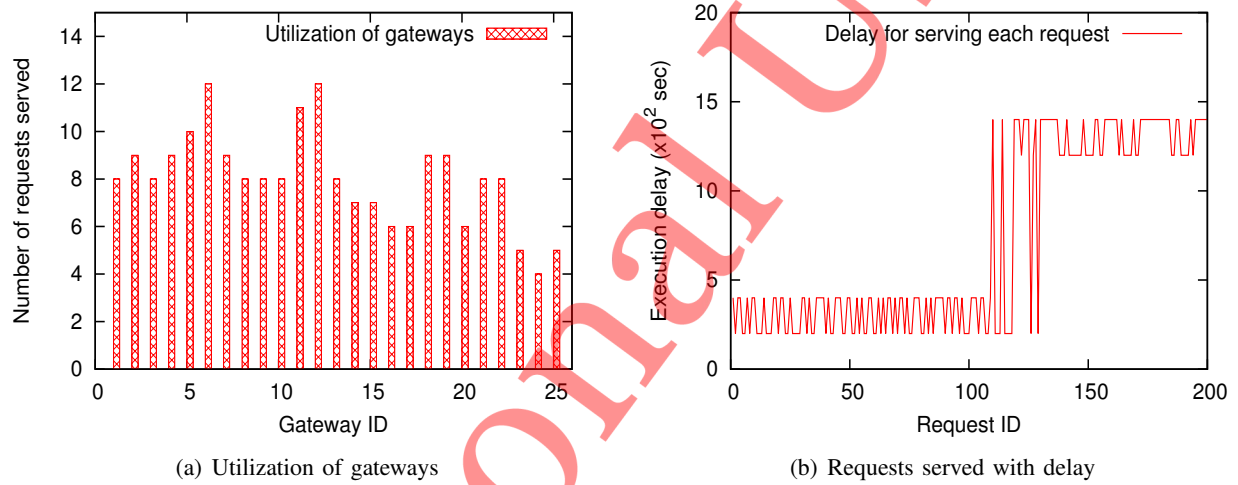 14
12
10
8
6
4
2
0
Number of requests served
Utilization of gateways
0 5 10 15 20 25
Gateway ID
(a) Utilization of gateways
20
15
10
5
0
Execution delay (x10² sec)
Delay for serving each request
0 50 100 150 200
Request ID
(b) Requests served with delay
onal U